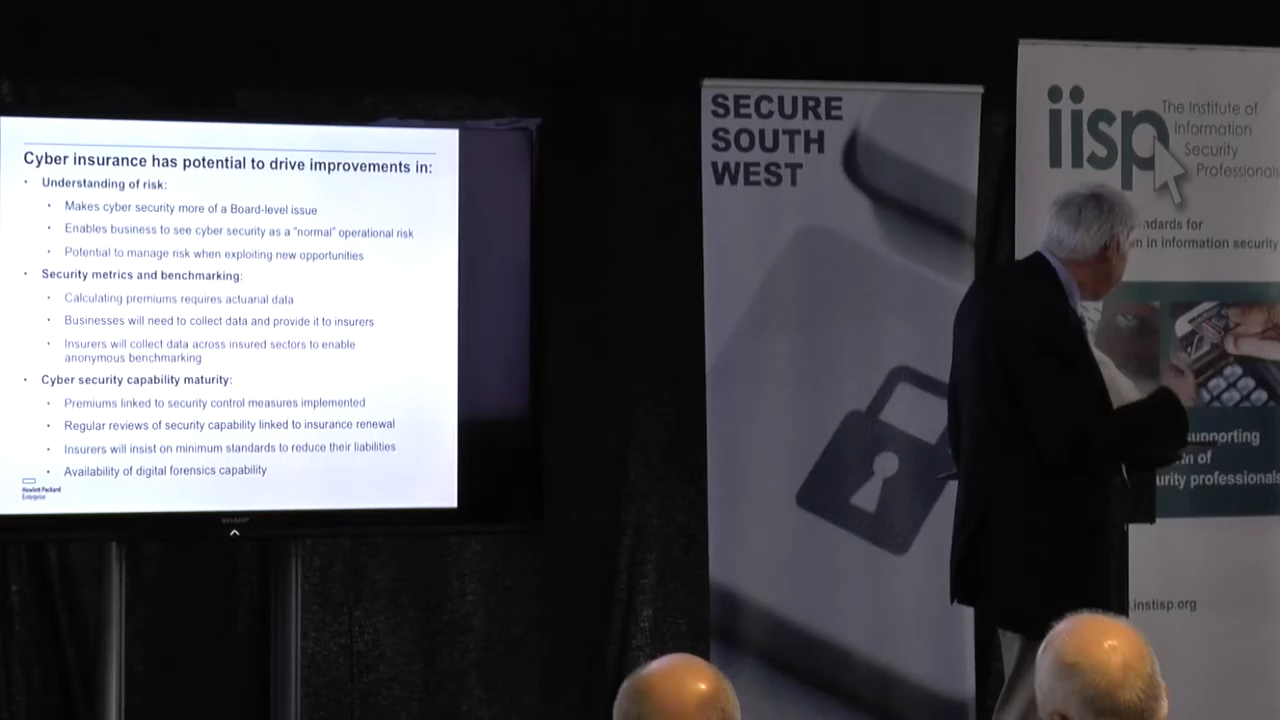 Cyber insurance has potential to drive improvements in:
• Understanding of risk:
• Makes cyber security more of a Board-level issue
• Enables business to see cyber security as a "normal" operational risk
• Potential to manage risk when exploiting new opportunities
• Security metrics and benchmarking:
• Calculating premiums requires actuarial data
• Businesses will need to collect data and provide it to insurers
• Insurers will collect data across insured sectors to enable
anonymous benchmarking
• Cyber security capability maturity:
• Premiums linked to security control measures implemented
• Regular reviews of security capability linked to insurance renewal
• Insurers will insist on minimum standards to reduce their liabilities
• Availability of digital forensics capability
Hewlett Packard
Enterprise
SHARP
SECURE
SOUTH
WEST
iisp
The Institute of
Information
Security
Professionals
ndards for
in information security
supporting
of
urity professionals
.instisp.org